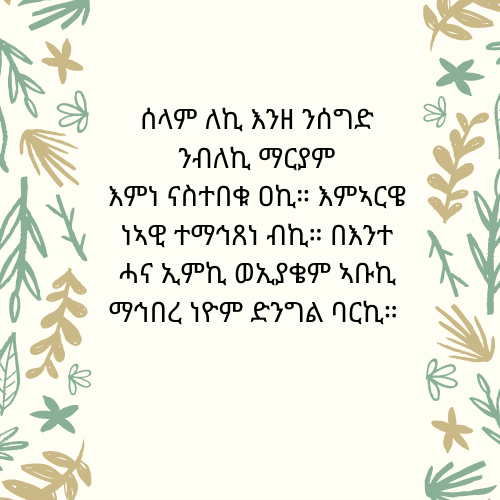 ሰላም ለኪ እንዘ ንሰግድ
ንብለኪ ማርያም
እምነ ናስተበቁ ዐኪ። እምኣርዌ
ነኣዊ ተማኅጸነ ብኪ። በእንተ
ሓና ኢምኪ ወኢያቄም ኣቡኪ
ማኅበረ ነዮም ድንግል ባርኪ።